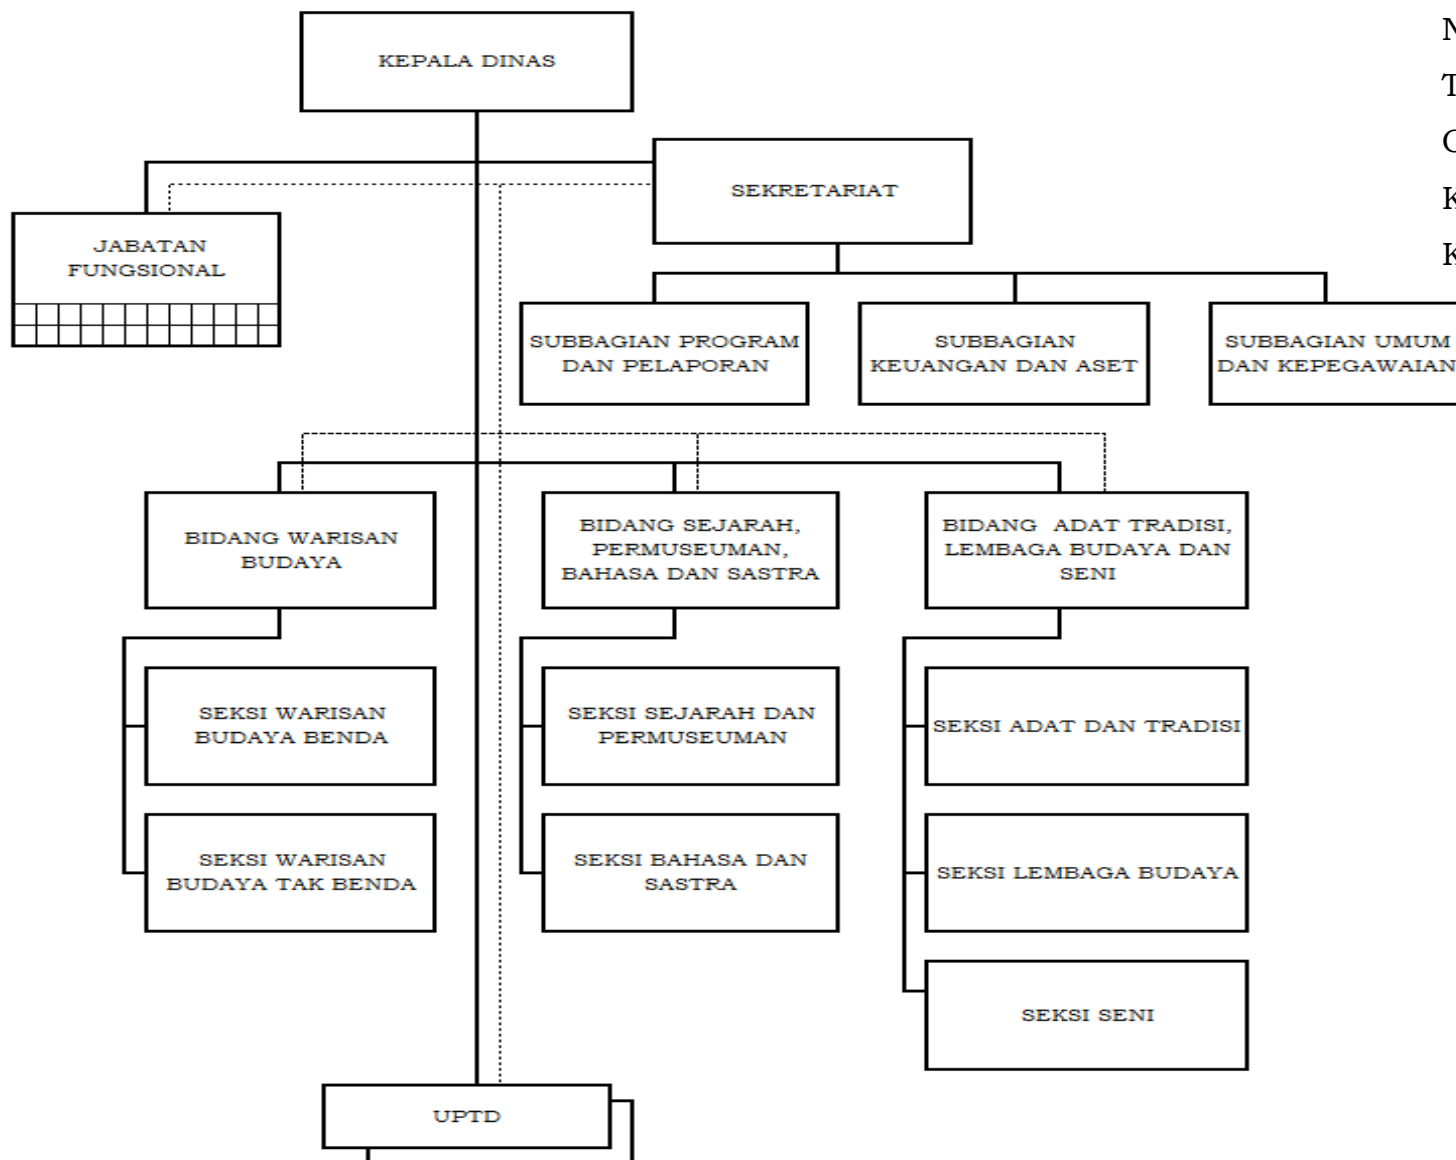 KEPALA DINAS
SEKRETARIAT
JABATAN
FUNGSIONAL
SUBBAGIAN PROGRAM
DAN PELAPORAN
SUBBAGIAN
KEUANGAN DAN ASET
SUBBAGIAN UMUM
DAN KEPEGAWAIAN
BIDANG WARISAN
BUDAYA
BIDANG SEJARAH,
PERMUSEUMAN,
BAHASA DAN SASTRA
BIDANG ADAT TRADISI,
LEMBAGA BUDAYA DAN
SENI
SEKSI WARISAN
BUDAYA BENDA
SEKSI SEJARAH DAN
PERMUSEUMAN
SEKSI ADAT DAN TRADISI
SEKSI WARISAN
BUDAYA TAK BENDA
SEKSI BAHASA DAN
SASTRA
SEKSI LEMBAGA BUDAYA
SEKSI SENI
UPTD